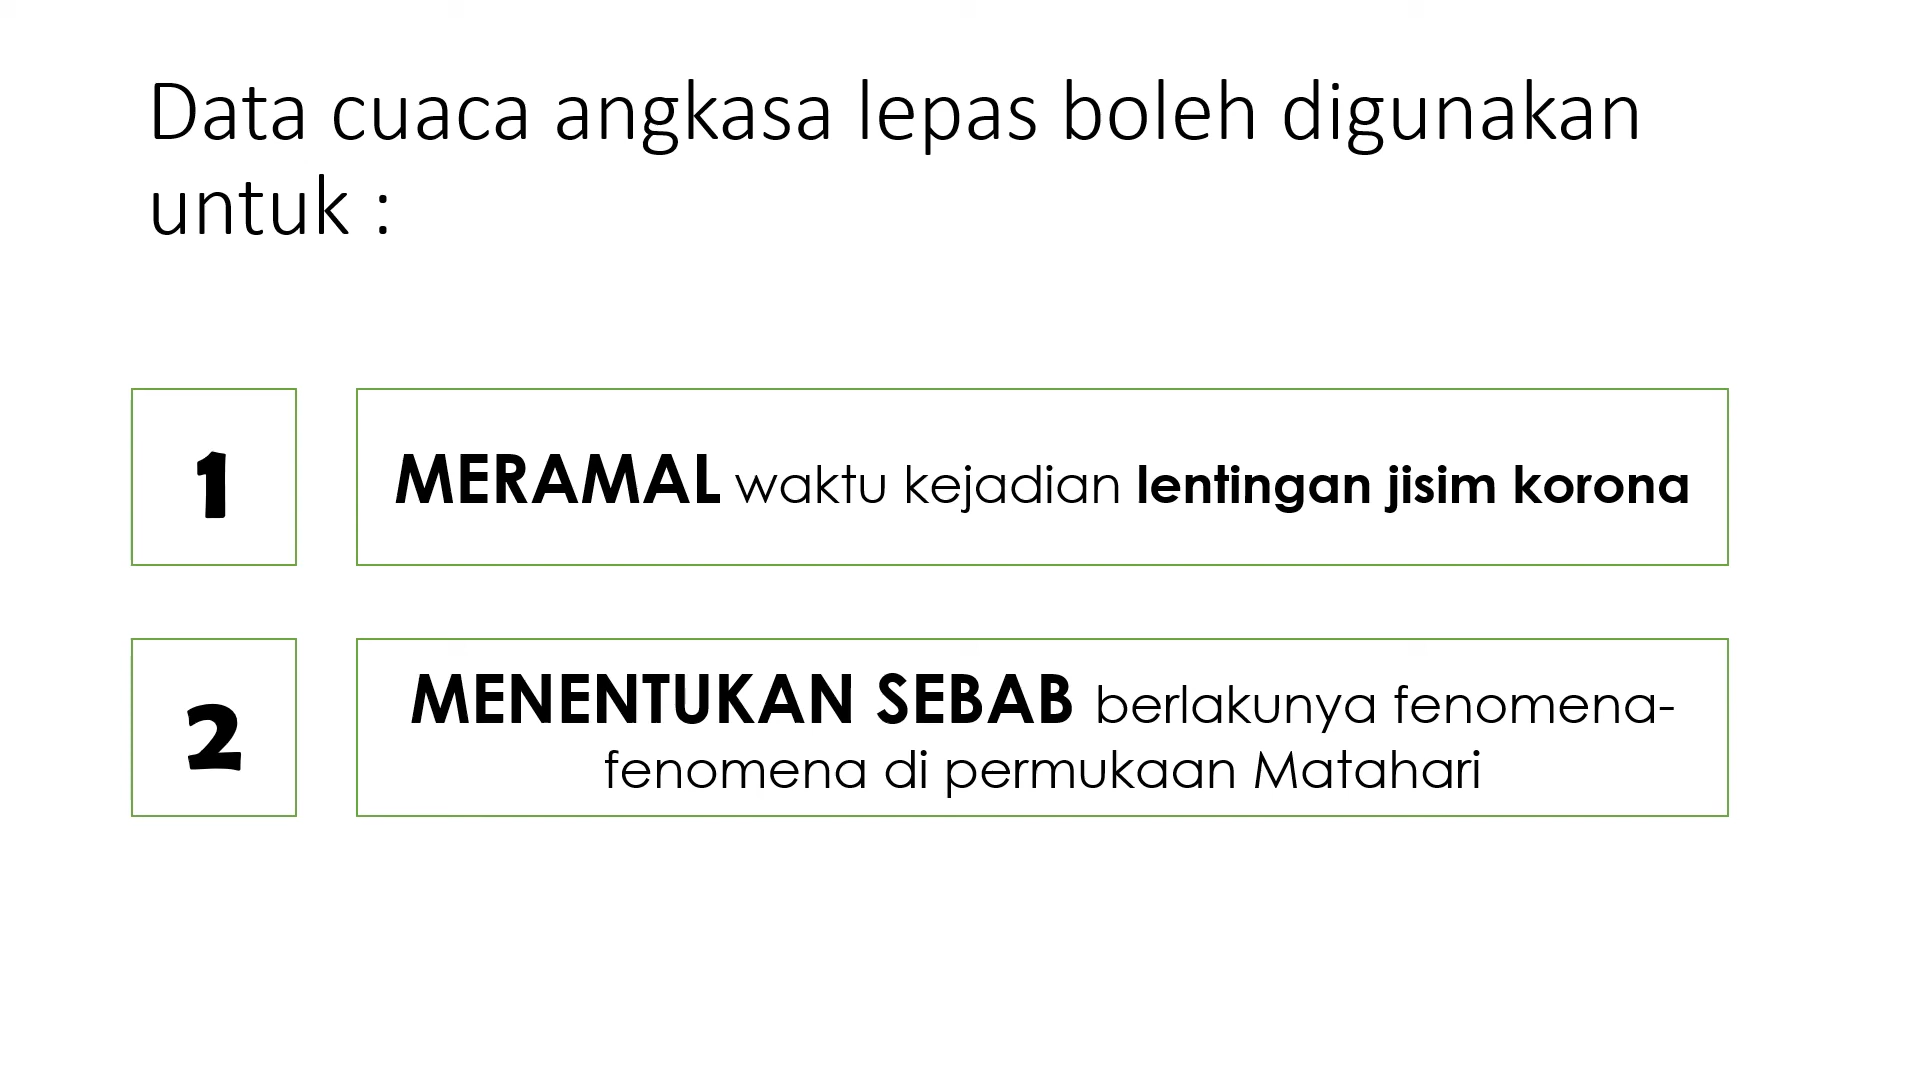 Data cuaca angkasa lepas boleh digunakan
untuk :
1
MERAMAL waktu kejadian lentingan jisim korona
2
MENENTUKAN SEBAB berlakunya fenomena-
fenomena di permukaan Matahari